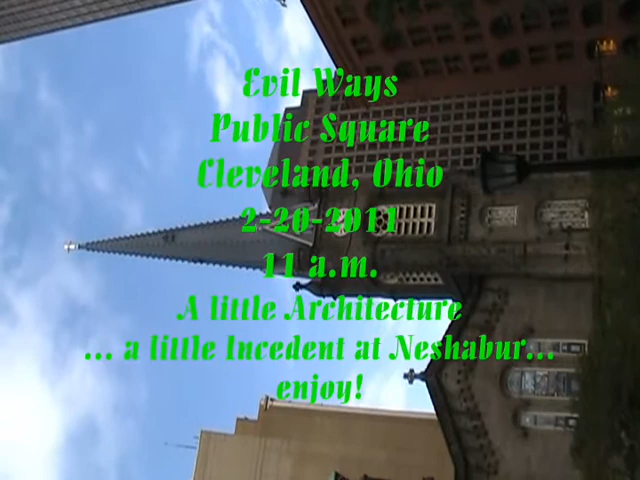 Evil Ways
Public Square
Cleveland, Ohio
2-20-2011
11 a.m.
A little Architecture
... a little Incedent at Neshabur...
enjoy!